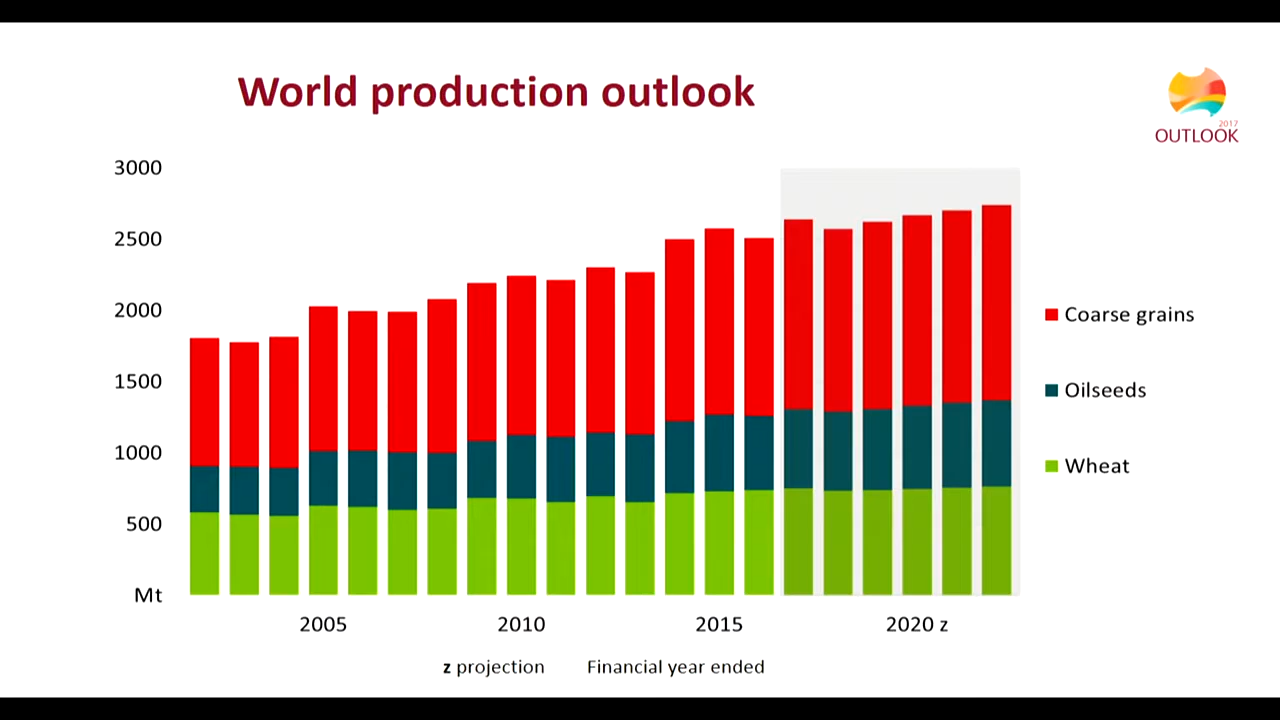 World production outlook
2017
OUTLOOK
3000
2500
2000
1500
1000
500
Mt
Coarse grains
Oilseeds
Wheat
2005 2010 2015 2020 z
z projection Financial year ended